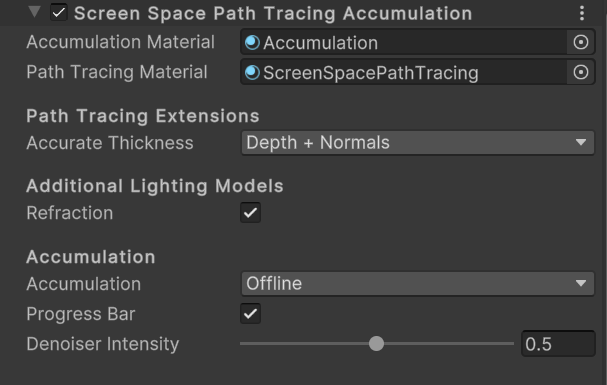 Screen Space Path Tracing Accumulation
Accumulation Material Accumulation
Path Tracing Material ScreenSpacePathTracing
Path Tracing Extensions
Accurate Thickness Depth + Normals
Additional Lighting Models
Refraction
Accumulation
Accumulation Offline
Progress Bar
Denoiser Intensity 0.5